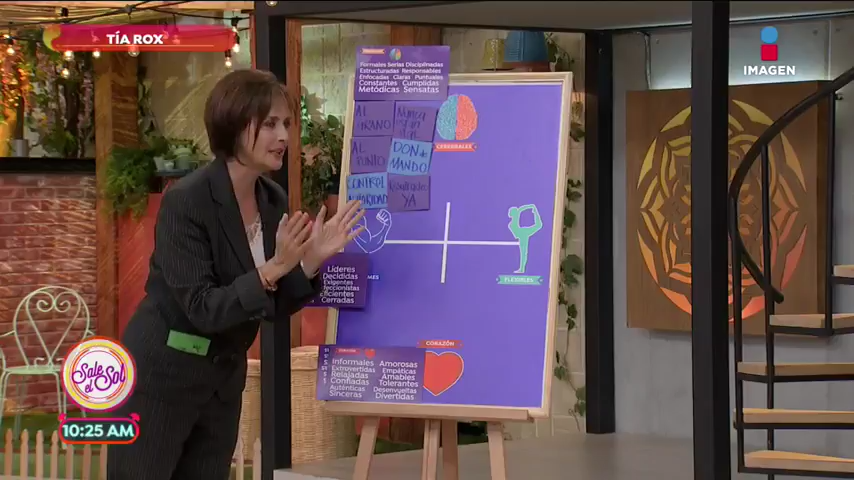 TÍA ROX
IMAGEN
Formales Serias Disciplinadas
Estructuradas Responsables
Enfocadas Claras Puntuales
Constantes Cumplidas
Metódicas Sensatas
AL GRANO
AL PUNTO
DON de MANDO
CONTROL
Resultados YA
CEREBRALES
FLEXIBLES
Líderes
Decididas
Exigentes
Eficientes
Cerradas
CORAZÓN
Informales Amorosas
Extrovertidas Empáticas
Relajadas Amables
Confiadas Tolerantes
Auténticas Desenvueltas
Sinceras Divertidas
Sale el Sol
10:25 AM